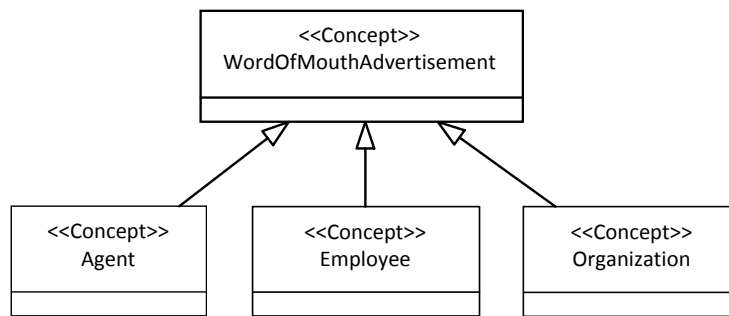 <<Concept>>
WordOfMouthAdvertisement
<<Concept>>
Agent
<<Concept>>
Employee
<<Concept>>
Organization